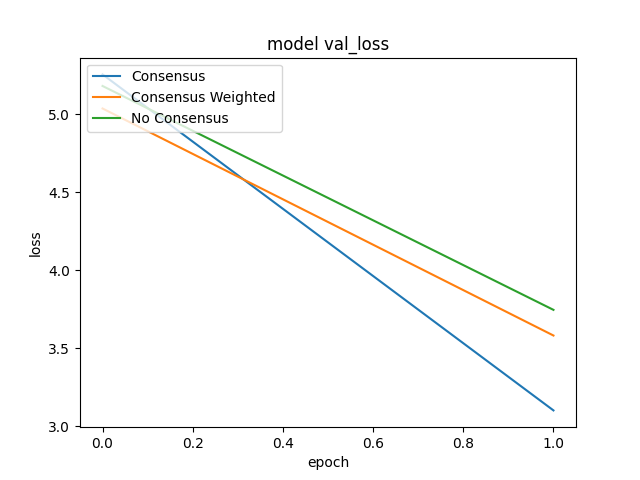 model val_loss
Consensus
Consensus Weighted
No Consensus
5.0
4.5
4.0
3.5
3.0
loss
0.0 0.2 0.4 0.6 0.8 1.0
epoch